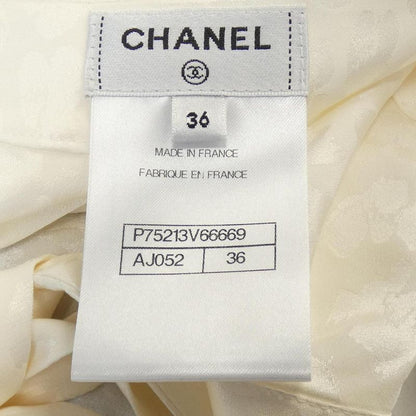 CHANEL
36
MADE IN FRANCE
FABRIQUE EN FRANCE
P75213V66669
AJ052 36